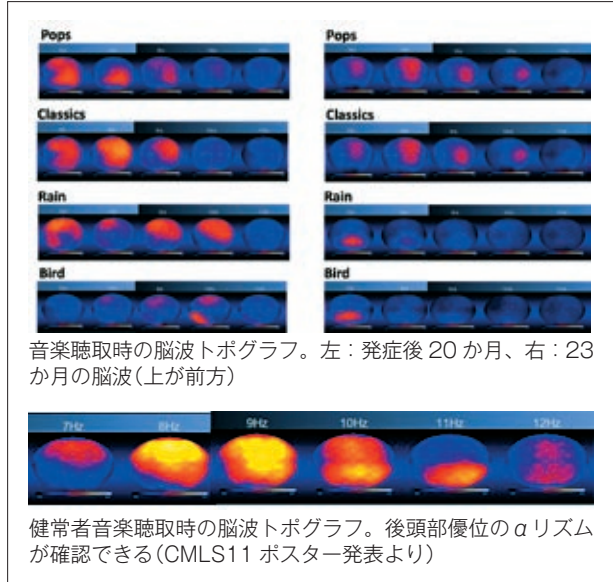 Pops
Pops
Classics
Classics
Rain
Rain
Bird
Bird
音楽聴取時の脳波トポグラフ。左：発症後 20 か月、右：23
か月の脳波（上が前方）
7Hz 8Hz 9Hz 10Hz 11Hz 12Hz
健常者音楽聴取時の脳波トポグラフ。後頭部優位のαリズム
が確認できる（CMLS11 ポスター発表より）